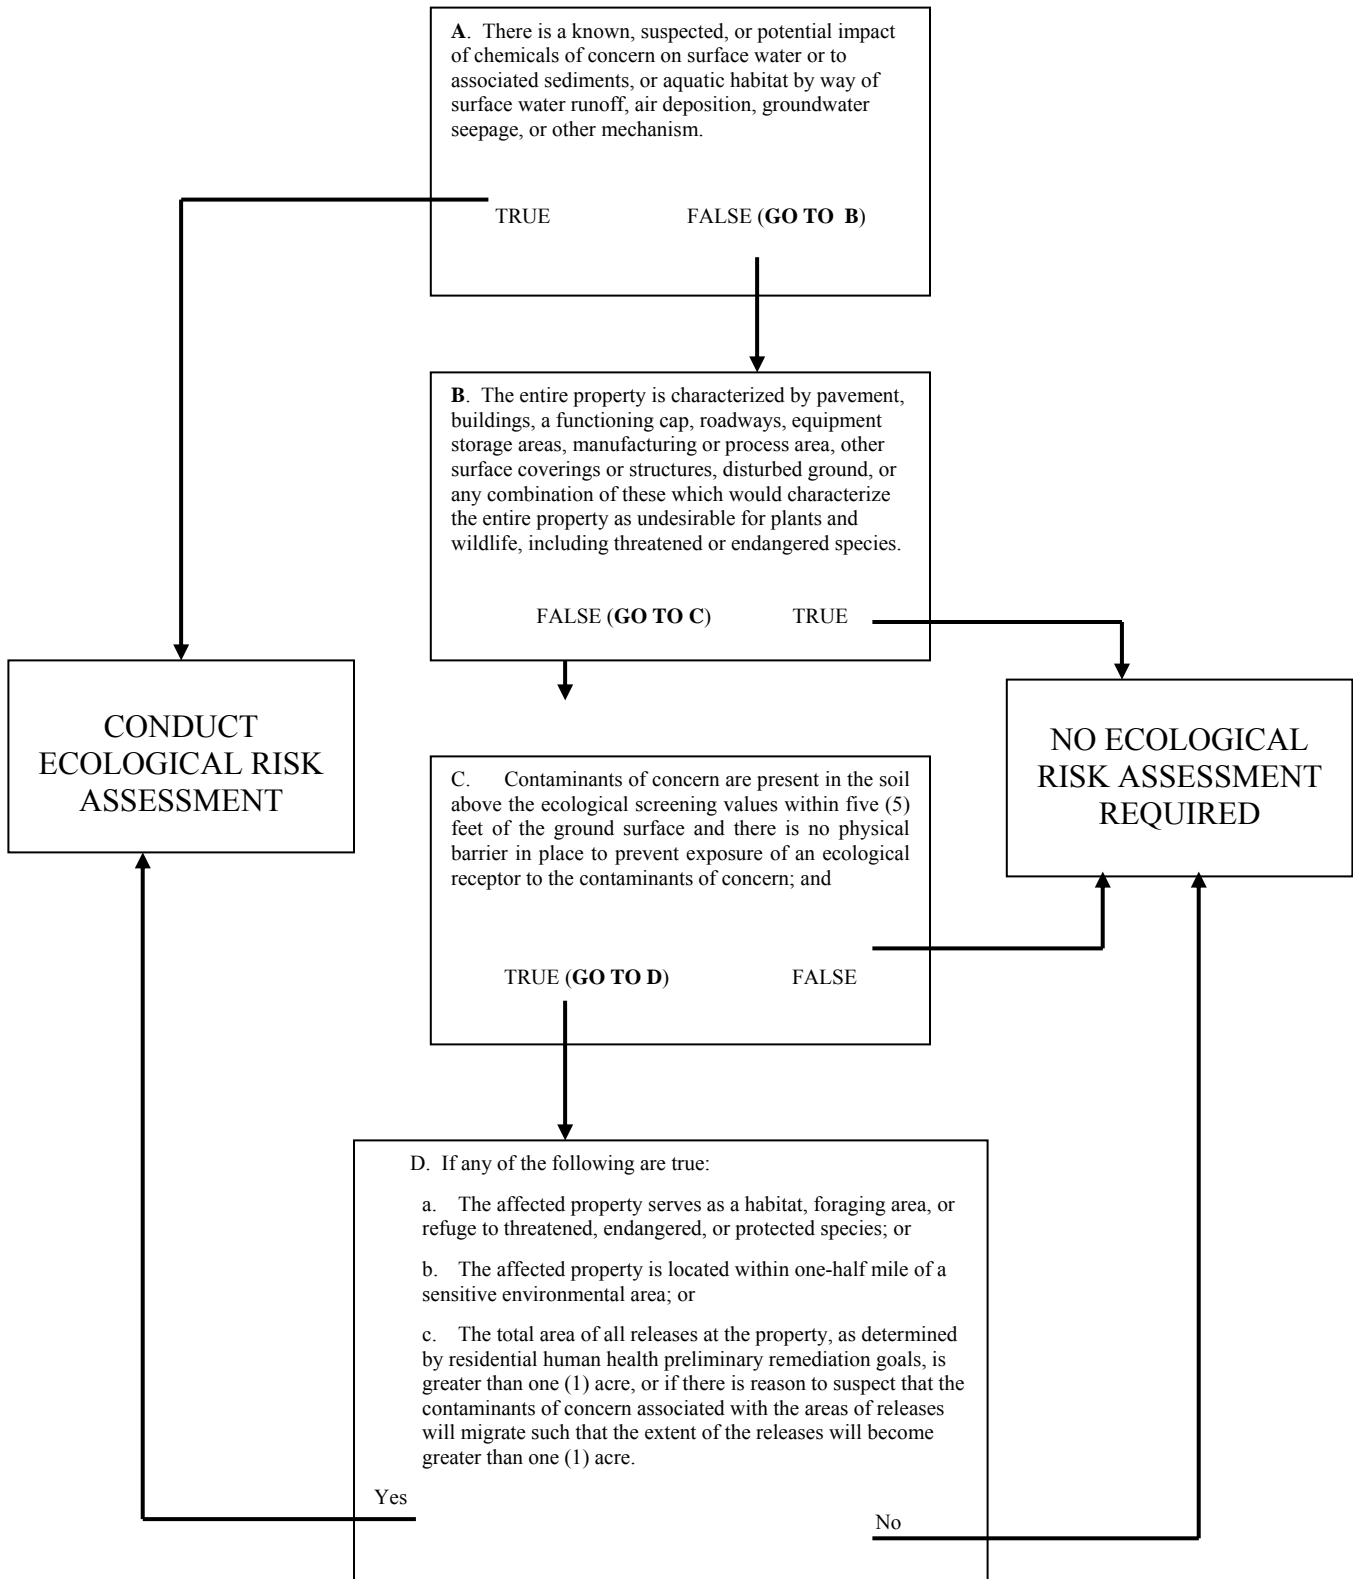 A. There is a known, suspected, or potential impact
of chemicals of concern on surface water or to
associated sediments, or aquatic habitat by way of
surface water runoff, air deposition, groundwater
seepage, or other mechanism.
TRUE FALSE (GO TO B)
B. The entire property is characterized by pavement,
buildings, a functioning cap, roadways, equipment
storage areas, manufacturing or process area, other
surface coverings or structures, disturbed ground, or
any combination of these which would characterize
the entire property as undesirable for plants and
wildlife, including threatened or endangered species.
FALSE (GO TO C) TRUE
CONDUCT
ECOLOGICAL RISK
ASSESSMENT
NO ECOLOGICAL
RISK ASSESSMENT
REQUIRED
C. Contaminants of concern are present in the soil
above the ecological screening values within five (5)
feet of the ground surface and there is no physical
barrier in place to prevent exposure of an ecological
receptor to the contaminants of concern; and
TRUE (GO TO D) FALSE
D. If any of the following are true:
a. The affected property serves as a habitat, foraging area, or
refuge to threatened, endangered, or protected species; or
b. The affected property is located within one-half mile of a
sensitive environmental area; or
c. The total area of all releases at the property, as determined
by residential human health preliminary remediation goals, is
greater than one (1) acre, or if there is reason to suspect that the
contaminants of concern associated with the areas of releases
will migrate such that the extent of the releases will become
greater than one (1) acre.
Yes
No